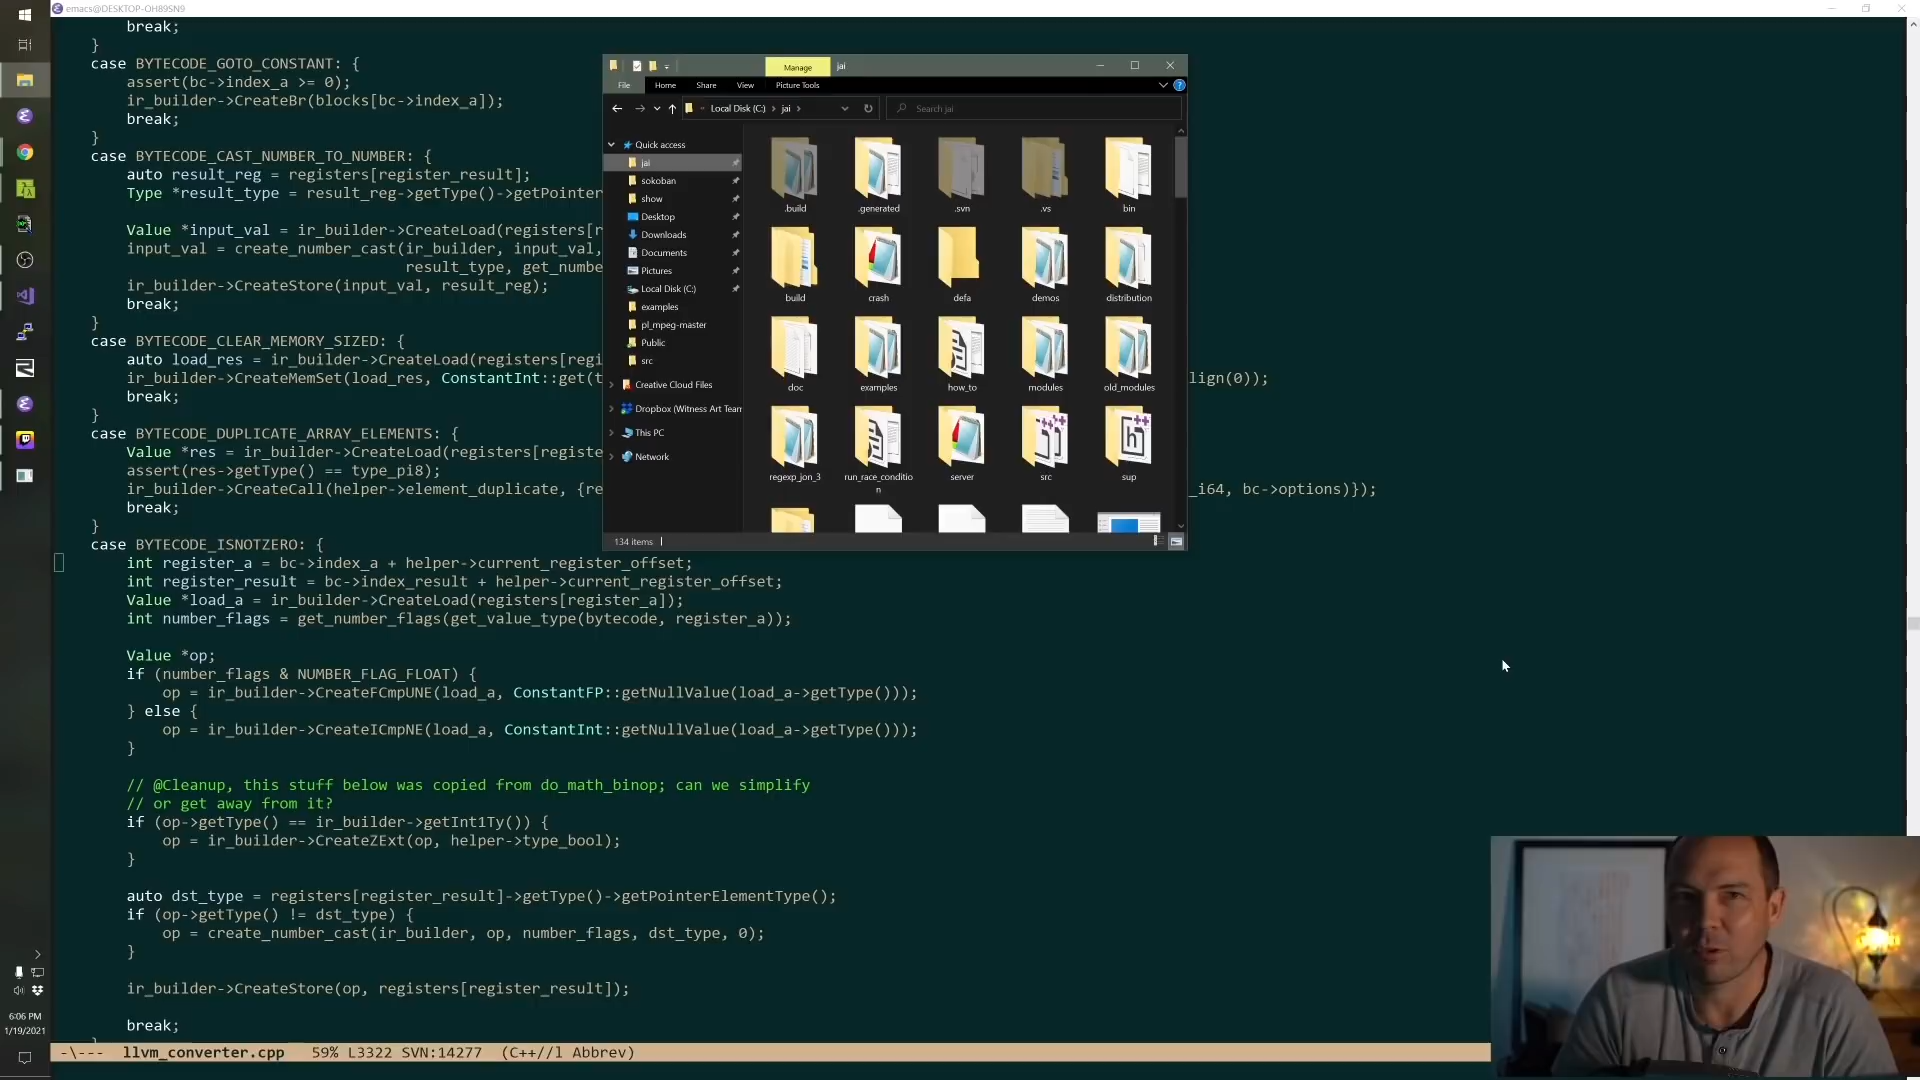 emacs@DESKTOP-OH89SN9
break;
}
case BYTECODE_GOTO_CONSTANT: {
assert(bc->index_a >= 0);
ir_builder->CreateBr(blocks[bc->index_a]);
break;
}
case BYTECODE_CAST_NUMBER_TO_NUMBER: {
auto result_reg = registers[register_result];
Type *result_type = result_reg->getType()->getPointer
Value *input_val = ir_builder->CreateLoad(registers[r
input_val = create_number_cast(ir_builder, input_val,
result_type, get_numbe
ir_builder->CreateStore(input_val, result_reg);
break;
}
case BYTECODE_CLEAR_MEMORY_SIZED: {
auto load_res = ir_builder->CreateLoad(registers[regi
ir_builder->CreateMemSet(load_res, ConstantInt::get(t
lign(0));
break;
}
case BYTECODE_DUPLICATE_ARRAY_ELEMENTS: {
Value *res = ir_builder->CreateLoad(registers[registe
assert(res->getType() == type_pi8);
ir_builder->CreateCall(helper->element_duplicate, {re
_i64, bc->options)});
break;
}
case BYTECODE_ISNOTZERO: {
int register_a = bc->index_a + helper->current_register_offset;
int register_result = bc->index_result + helper->current_register_offset;
Value *load_a = ir_builder->CreateLoad(registers[register_a]);
int number_flags = get_number_flags(get_value_type(bytecode, register_a));
Value *op;
if (number_flags & NUMBER_FLAG_FLOAT) {
op = ir_builder->CreateFCmpUNE(load_a, ConstantFP::getNullValue(load_a->getType()));
} else {
op = ir_builder->CreateICmpNE(load_a, ConstantInt::getNullValue(load_a->getType()));
}
// @Cleanup, this stuff below was copied from do_math_binop; can we simplify
// or get away from it?
if (op->getType() == ir_builder->getInt1Ty()) {
op = ir_builder->CreateZExt(op, helper->type_bool);
}
auto dst_type = registers[register_result]->getType()->getPointerElementType();
if (op->getType() != dst_type) {
op = create_number_cast(ir_builder, op, number_flags, dst_type, 0);
}
ir_builder->CreateStore(op, registers[register_result]);
break;
-\--- llvm_converter.cpp 59% L3322 SVN:14277 (C++//l Abbrev)
Manage jai
File Home Share View Picture Tools
Local Disk (C:) > jai >
Search jai
Quick access
jai
sokoban
show
Desktop
Downloads
Documents
Pictures
Local Disk (C:)
examples
pl_mpeg-master
Public
src
Creative Cloud Files
Dropbox (Witness Art Team
This PC
Network
.build .generated .svn .vs bin
build crash defa demos distribution
doc examples how_to modules old_modules
regexp_jon_3 run_race_conditio server src sup
n
134 items
6:06 PM
1/19/2021